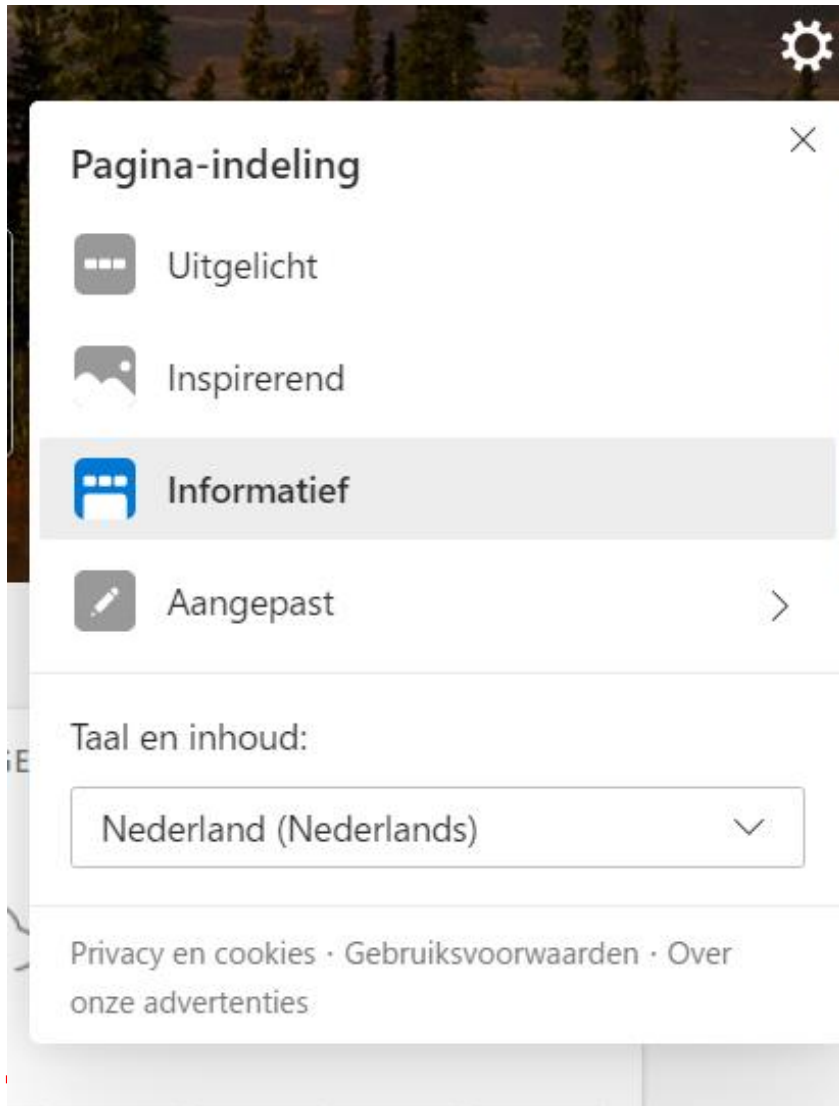 Pagina-indeling
Uitgelicht
Inspirerend
Informatief
Aangepast
Taal en inhoud:
Nederland (Nederlands)
Privacy en cookies · Gebruiksvoorwaarden · Over
onze advertenties